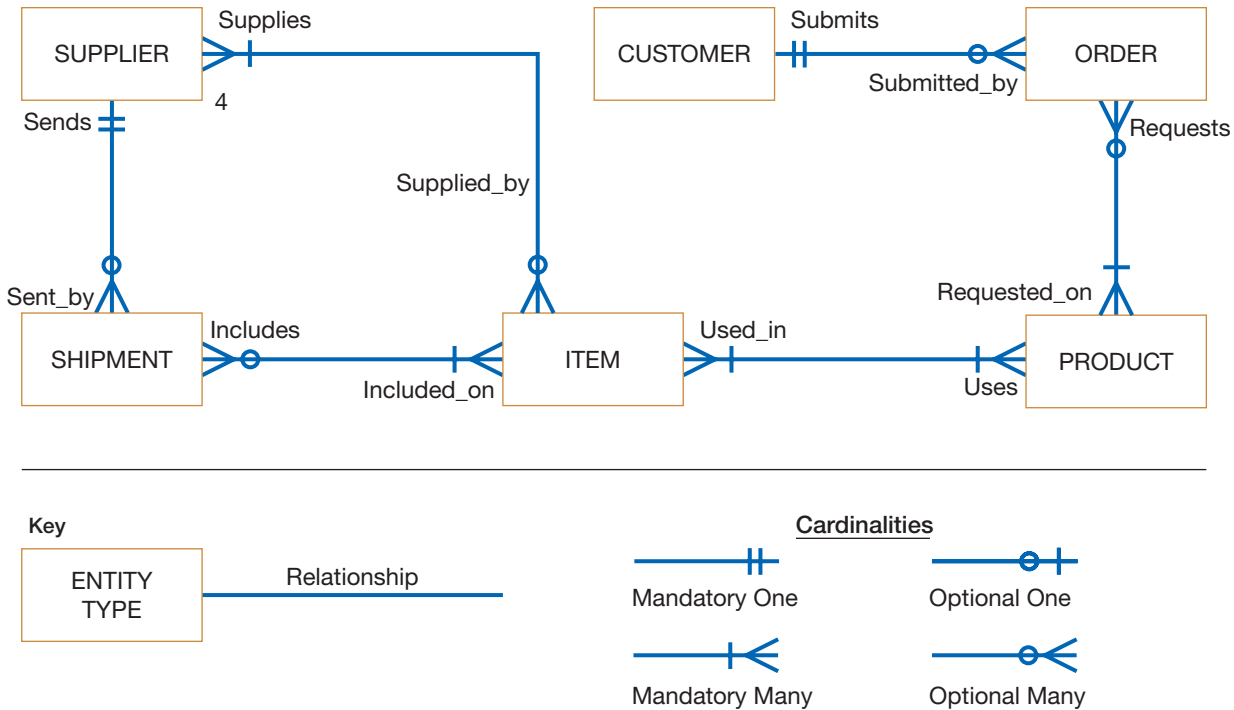 Supplies
Submits
SUPPLIER
CUSTOMER
ORDER
Submitted_by
4
Sends
Requests
Supplied_by
Sent_by
Requested_on
Includes
Used_in
SHIPMENT
ITEM
PRODUCT
Included_on
Uses
Key
Cardinalities
ENTITY
TYPE
Relationship
Mandatory One
Optional One
Mandatory Many
Optional Many